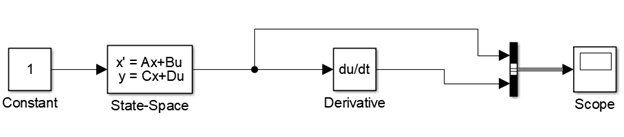 1
Constant
x' = Ax+Bu
y = Cx+Du
State-Space
du/dt
Derivative
Scope